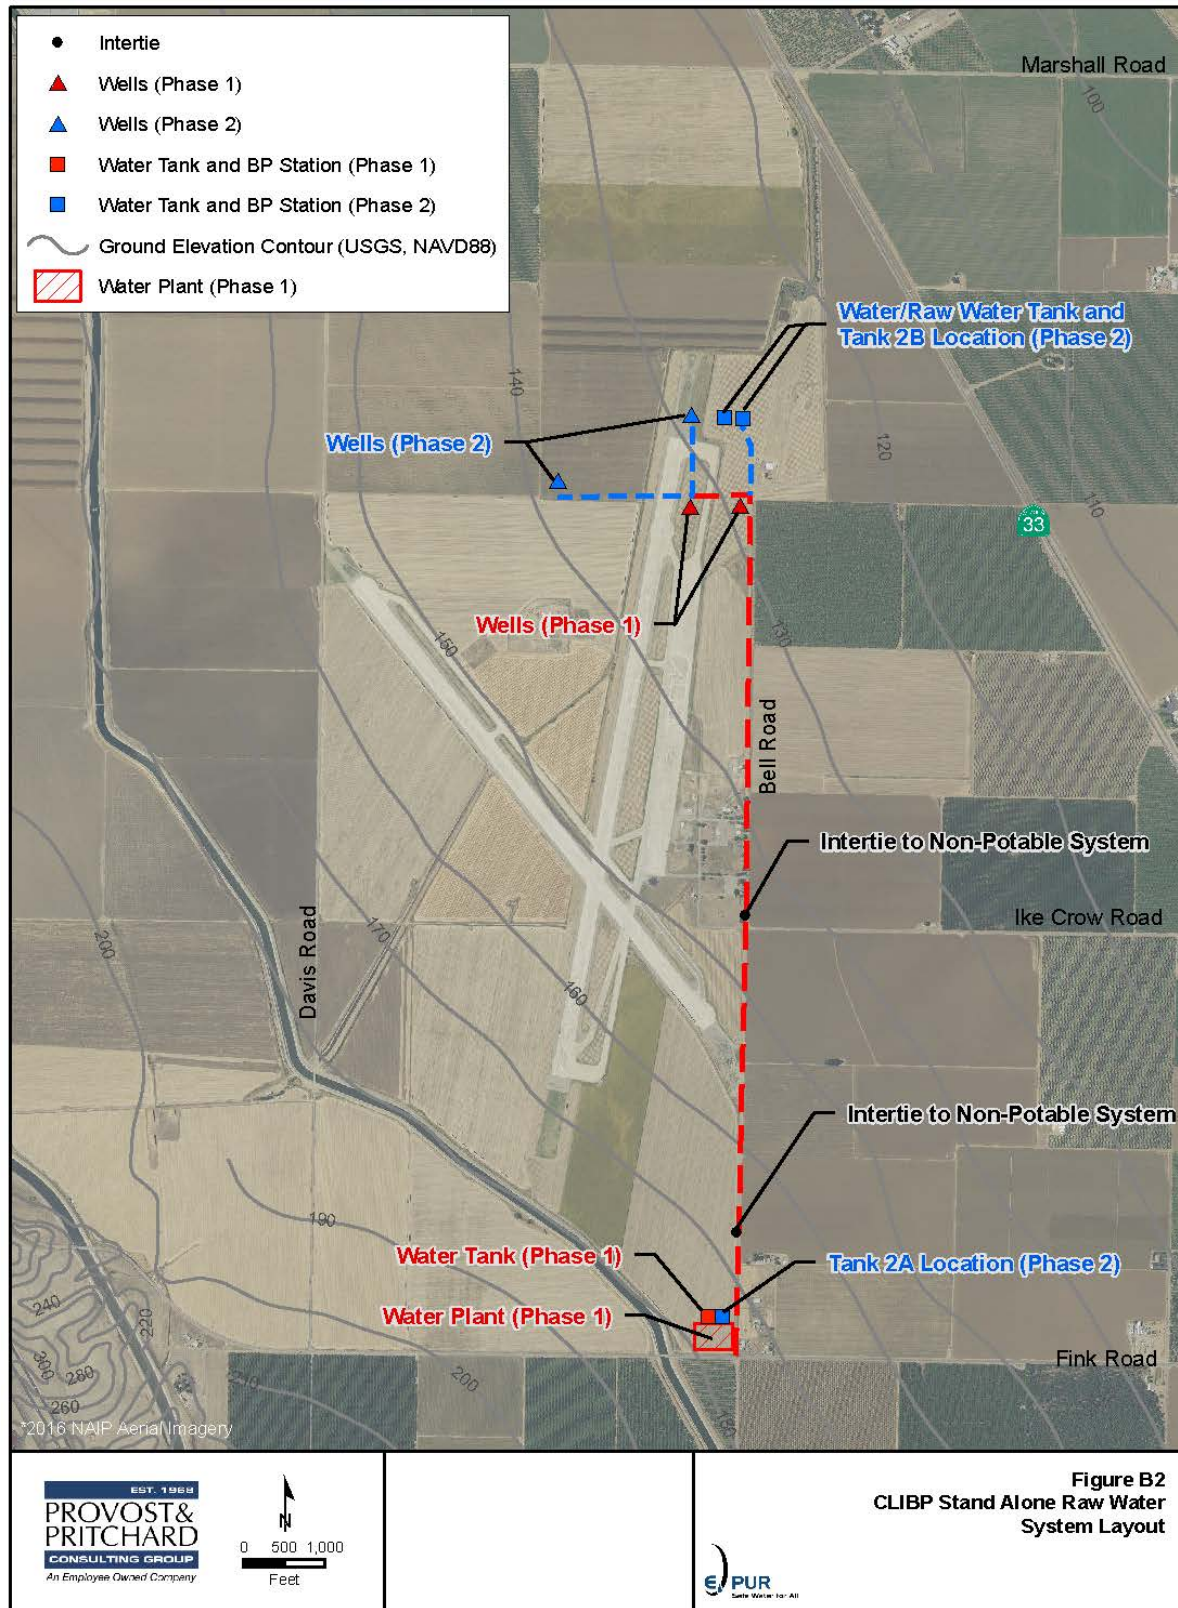 Intertie
Wells (Phase 1)
Wells (Phase 2)
Water Tank and BP Station (Phase 1)
Water Tank and BP Station (Phase 2)
Ground Elevation Contour (USGS, NAVD88)
Water Plant (Phase 1)
Marshall Road
100
Water/Raw Water Tank and
Tank 2B Location (Phase 2)
140
120
Wells (Phase 2)
110
33
Wells (Phase 1)
130
150
Bell Road
Intertie to Non-Potable System
Ike Crow Road
200
170
Davis Road
160
Intertie to Non-Potable System
190
Water Tank (Phase 1)
Tank 2A Location (Phase 2)
Water Plant (Phase 1)
240
220
300
280
260
210
200
180
Fink Road
*2016 NAIP Aerial Imagery
EST. 1968
PROVOST&
PRITCHARD
CONSULTING GROUP
An Employee Owned Company
N
0 500 1,000
Feet
Figure B2
CLIBP Stand Alone Raw Water
System Layout
PUR
Safe Water for All